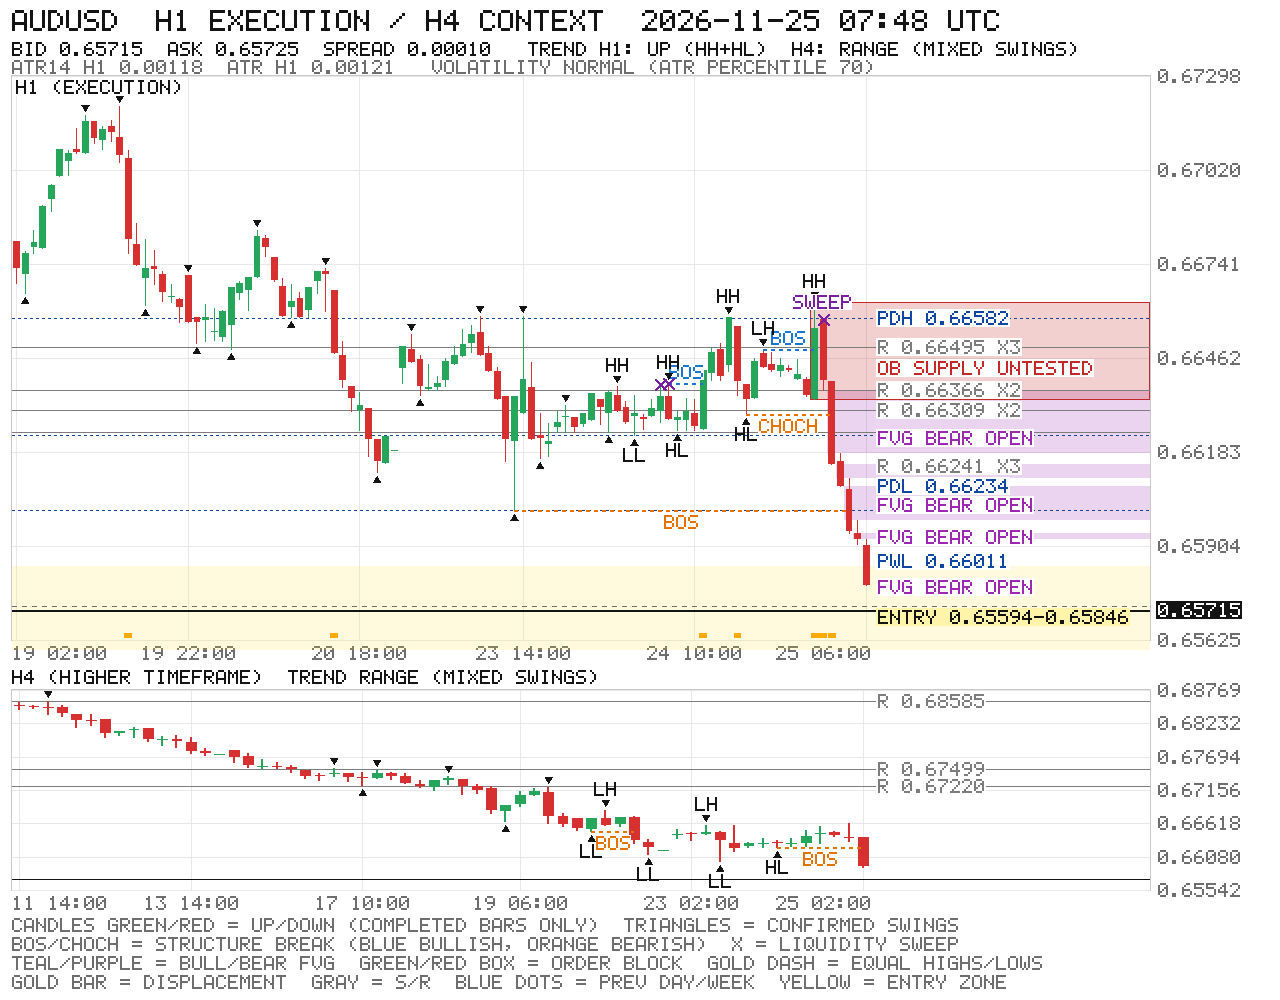 AUDUSD  H1 EXECUTION / H4 CONTEXT  2026-11-25 07:48 UTC
BID 0.65715  ASK 0.65725  SPREAD 0.00010   TREND H1: UP (HH+HL)  H4: RANGE (MIXED SWINGS)
ATR14 H1 0.00118  ATR H1 0.00121   VOLATILITY NORMAL (ATR PERCENTILE 70)
H1 (EXECUTION)
0.67298
0.67020
0.66741
HH
HH
SWEEP
PDH 0.66582
LH
BOS
R 0.66495 X3
0.66462
HH
HH
BOS
OB SUPPLY UNTESTED
R 0.66366 X2
R 0.66309 X2
HL
CHOCH
FVG BEAR OPEN
LL
HL
0.66183
R 0.66241 X3
PDL 0.66234
FVG BEAR OPEN
BOS
FVG BEAR OPEN
0.65904
PWL 0.66011
FVG BEAR OPEN
0.65715
ENTRY 0.65594-0.65846
0.65625
19 02:00
19 22:00
20 18:00
23 14:00
24 10:00
25 06:00
H4 (HIGHER TIMEFRAME)  TREND RANGE (MIXED SWINGS)
0.68769
R 0.68585
0.68232
0.67694
R 0.67499
R 0.67220
0.67156
LH
LH
0.66618
BOS
LL
BOS
0.66080
HL
LL
LL
0.65542
11 14:00
13 14:00
17 10:00
19 06:00
23 02:00
25 02:00
CANDLES GREEN/RED = UP/DOWN (COMPLETED BARS ONLY)  TRIANGLES = CONFIRMED SWINGS
BOS/CHOCH = STRUCTURE BREAK (BLUE BULLISH, ORANGE BEARISH)  X = LIQUIDITY SWEEP
TEAL/PURPLE = BULL/BEAR FVG  GREEN/RED BOX = ORDER BLOCK  GOLD DASH = EQUAL HIGHS/LOWS
GOLD BAR = DISPLACEMENT  GRAY = S/R  BLUE DOTS = PREV DAY/WEEK  YELLOW = ENTRY ZONE